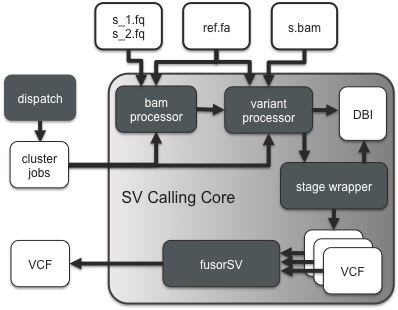 s_1.fq
s_2.fq
ref.fa
s.bam
dispatch
bam
processor
variant
processor
DBI
cluster
jobs
stage wrapper
SV Calling Core
VCF
fusorSV
VCF